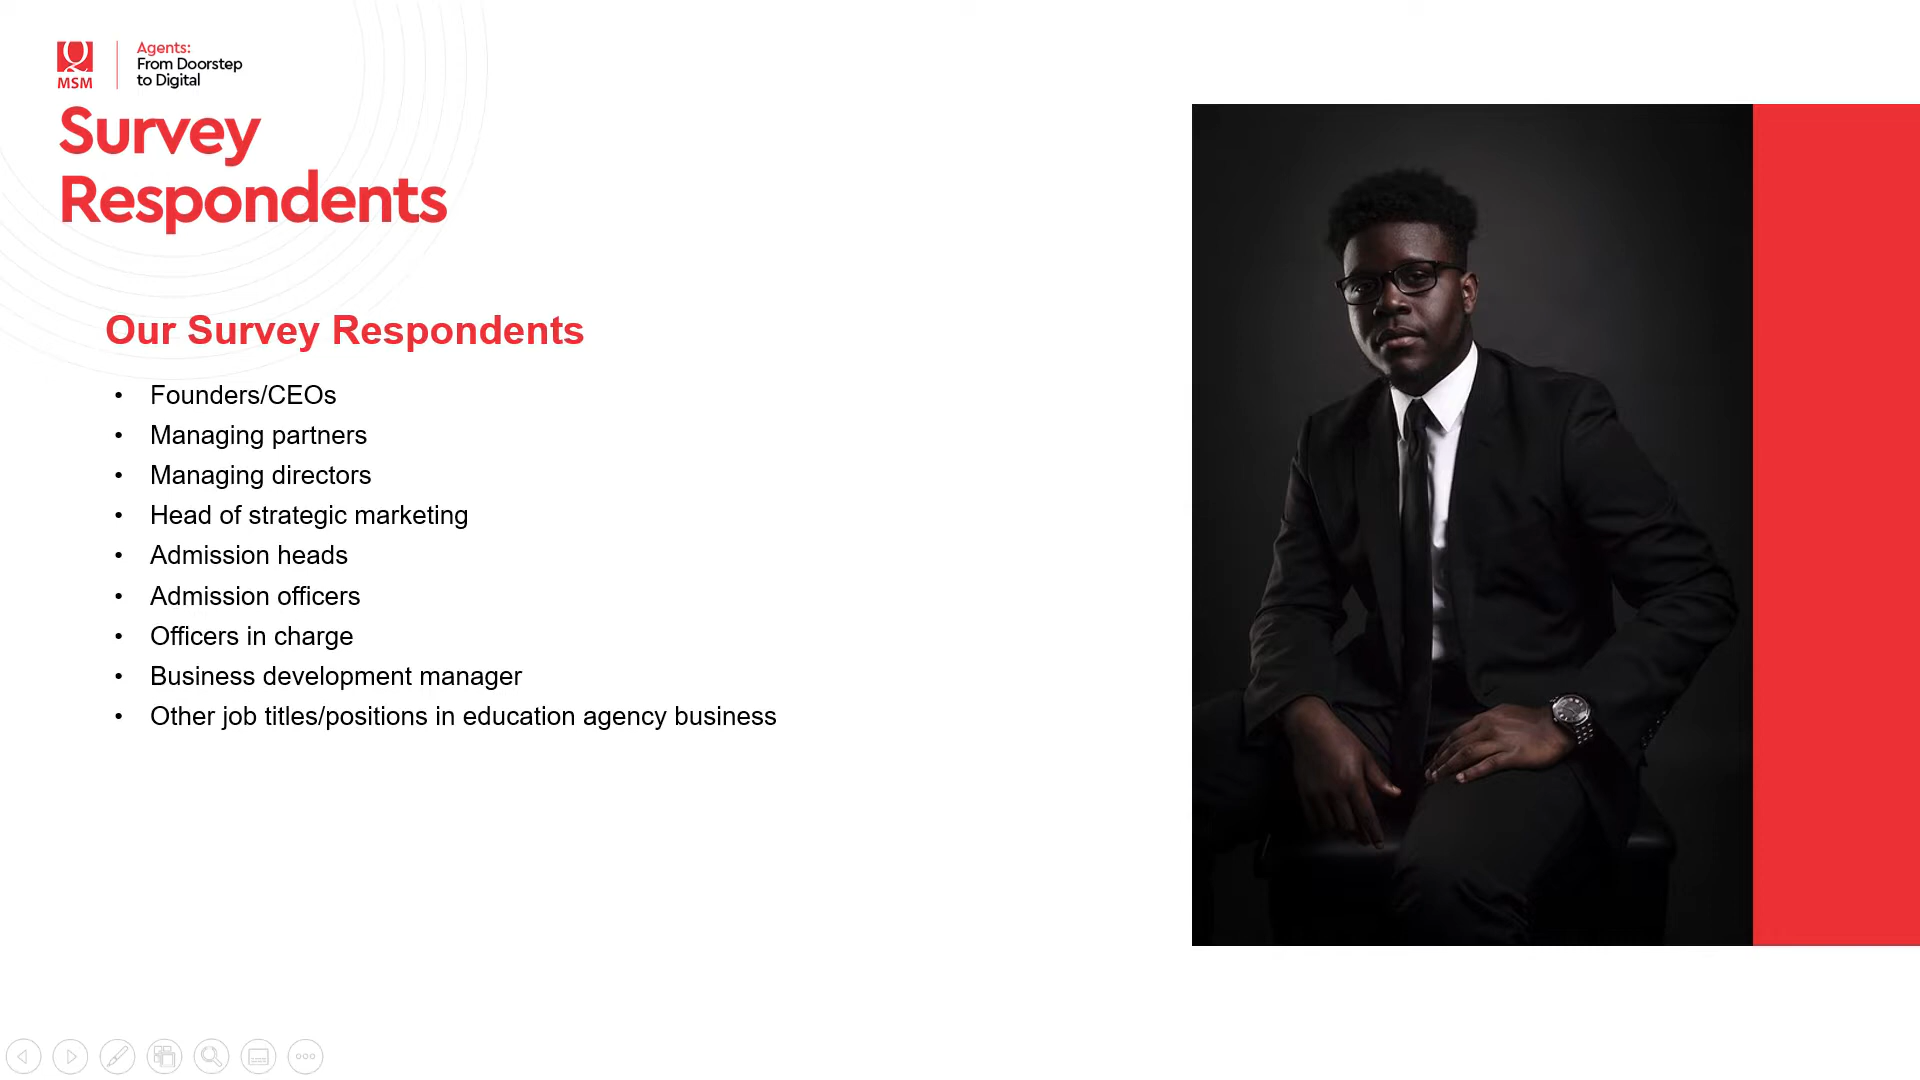 MSM
Agents:
From Doorstep
to Digital
Survey
Respondents
Our Survey Respondents
• Founders/CEOs
• Managing partners
• Managing directors
• Head of strategic marketing
• Admission heads
• Admission officers
• Officers in charge
• Business development manager
• Other job titles/positions in education agency business